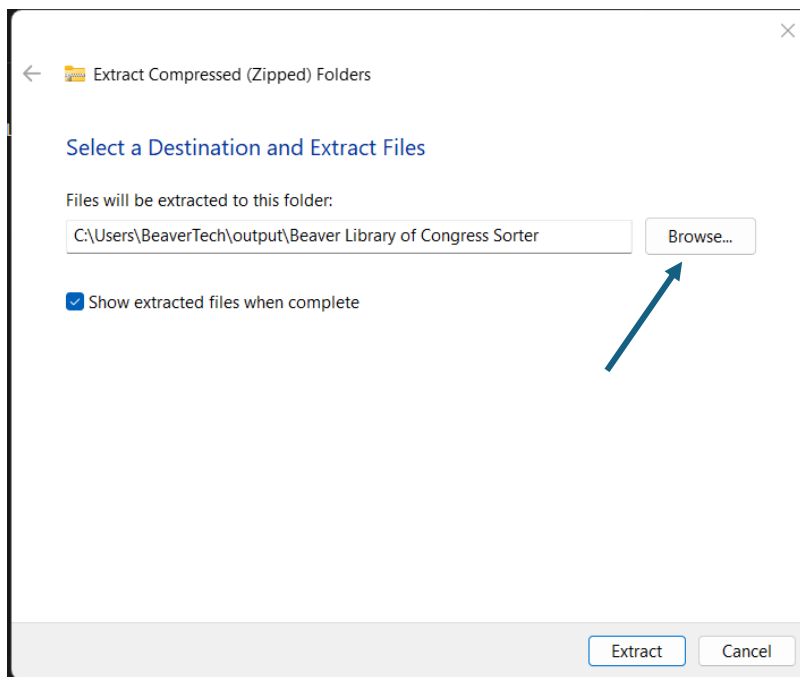 Extract Compressed (Zipped) Folders
Select a Destination and Extract Files
Files will be extracted to this folder:
C:\Users\BeaverTech\output\Beaver Library of Congress Sorter
Browse...
Show extracted files when complete
Extract
Cancel